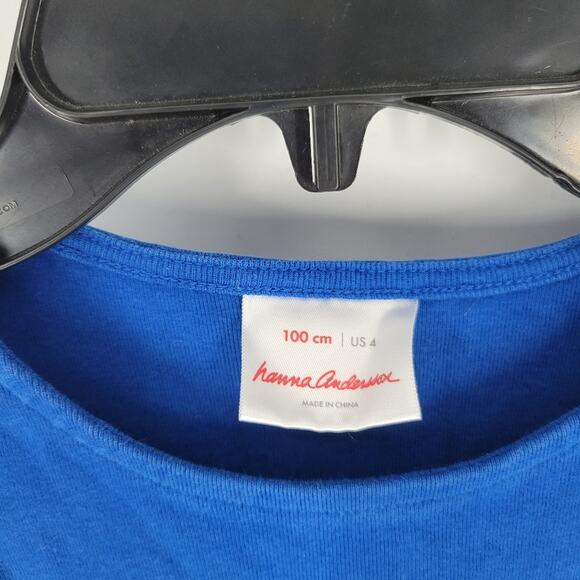 100 cm | US 4
hanna andersson
MADE IN CHINA